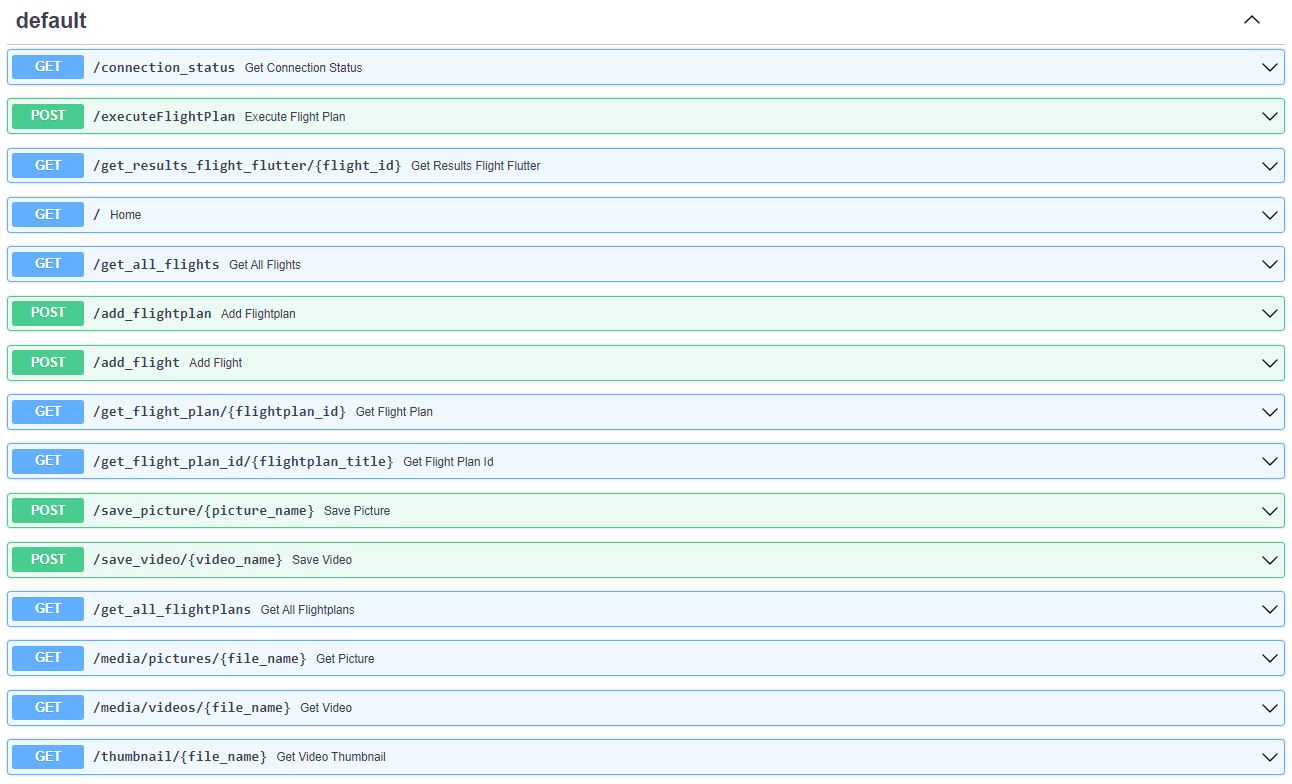 default
GET /connection_status Get Connection Status
POST /executeFlightPlan Execute Flight Plan
GET /get_results_flight_flutter/{flight_id} Get Results Flight Flutter
GET / Home
GET /get_all_flights Get All Flights
POST /add_flightplan Add Flightplan
POST /add_flight Add Flight
GET /get_flight_plan/{flightplan_id} Get Flight Plan
GET /get_flight_plan_id/{flightplan_title} Get Flight Plan Id
POST /save_picture/{picture_name} Save Picture
POST /save_video/{video_name} Save Video
GET /get_all_flightPlans Get All Flightplans
GET /media/pictures/{file_name} Get Picture
GET /media/videos/{file_name} Get Video
GET /thumbnail/{file_name} Get Video Thumbnail